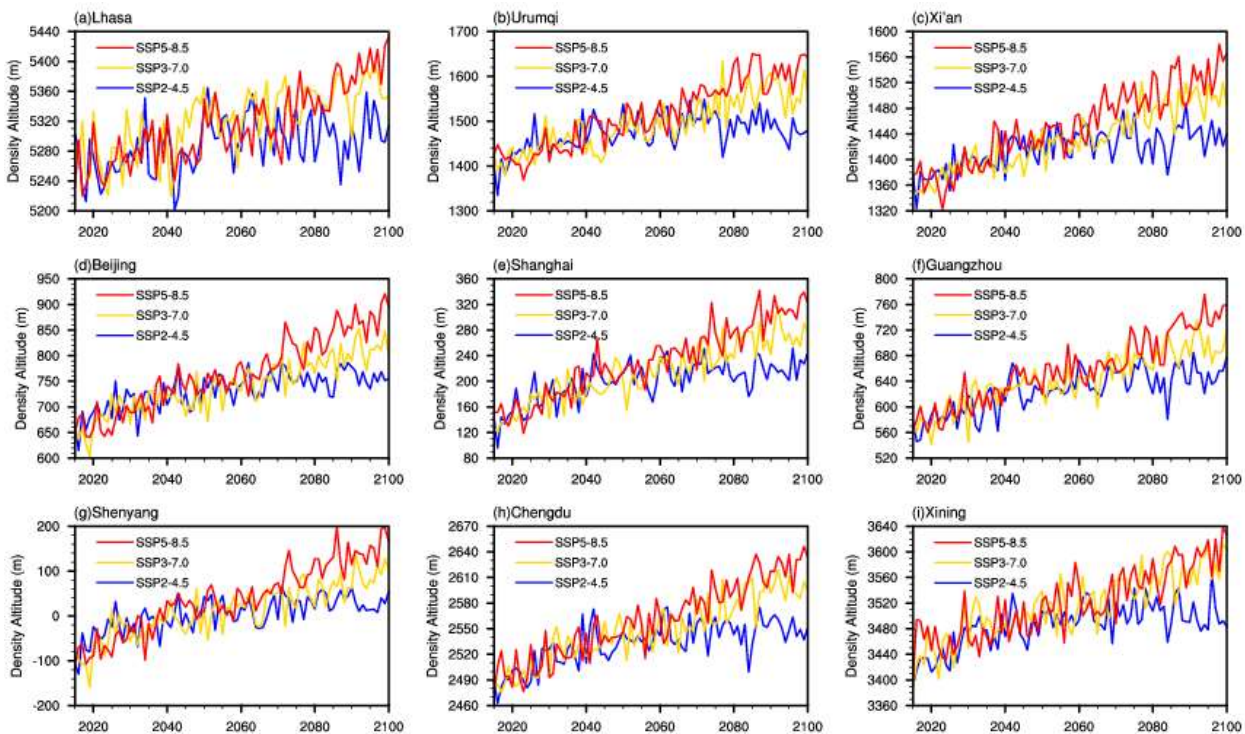 (a)Lhasa
Density Altitude (m)
5440
5400
5360
5320
5280
5240
5200
SSP5-8.5
SSP3-7.0
SSP2-4.5
2020 2040 2060 2080 2100
(b)Urumqi
Density Altitude (m)
1700
1600
1500
1400
1300
SSP5-8.5
SSP3-7.0
SSP2-4.5
2020 2040 2060 2080 2100
(c)Xi'an
Density Altitude (m)
1600
1560
1520
1480
1440
1400
1360
1320
SSP5-8.5
SSP3-7.0
SSP2-4.5
2020 2040 2060 2080 2100
(d)Beijing
Density Altitude (m)
950
900
850
800
750
700
650
600
SSP5-8.5
SSP3-7.0
SSP2-4.5
2020 2040 2060 2080 2100
(e)Shanghai
Density Altitude (m)
360
320
280
240
200
160
120
80
SSP5-8.5
SSP3-7.0
SSP2-4.5
2020 2040 2060 2080 2100
(f)Guangzhou
Density Altitude (m)
800
760
720
680
640
600
560
520
SSP5-8.5
SSP3-7.0
SSP2-4.5
2020 2040 2060 2080 2100
(g)Shenyang
Density Altitude (m)
200
100
0
-100
-200
SSP5-8.5
SSP3-7.0
SSP2-4.5
2020 2040 2060 2080 2100
(h)Chengdu
Density Altitude (m)
2670
2640
2610
2580
2550
2520
2490
2460
SSP5-8.5
SSP3-7.0
SSP2-4.5
2020 2040 2060 2080 2100
(i)Xining
Density Altitude (m)
3640
3600
3560
3520
3480
3440
3400
3360
SSP5-8.5
SSP3-7.0
SSP2-4.5
2020 2040 2060 2080 2100